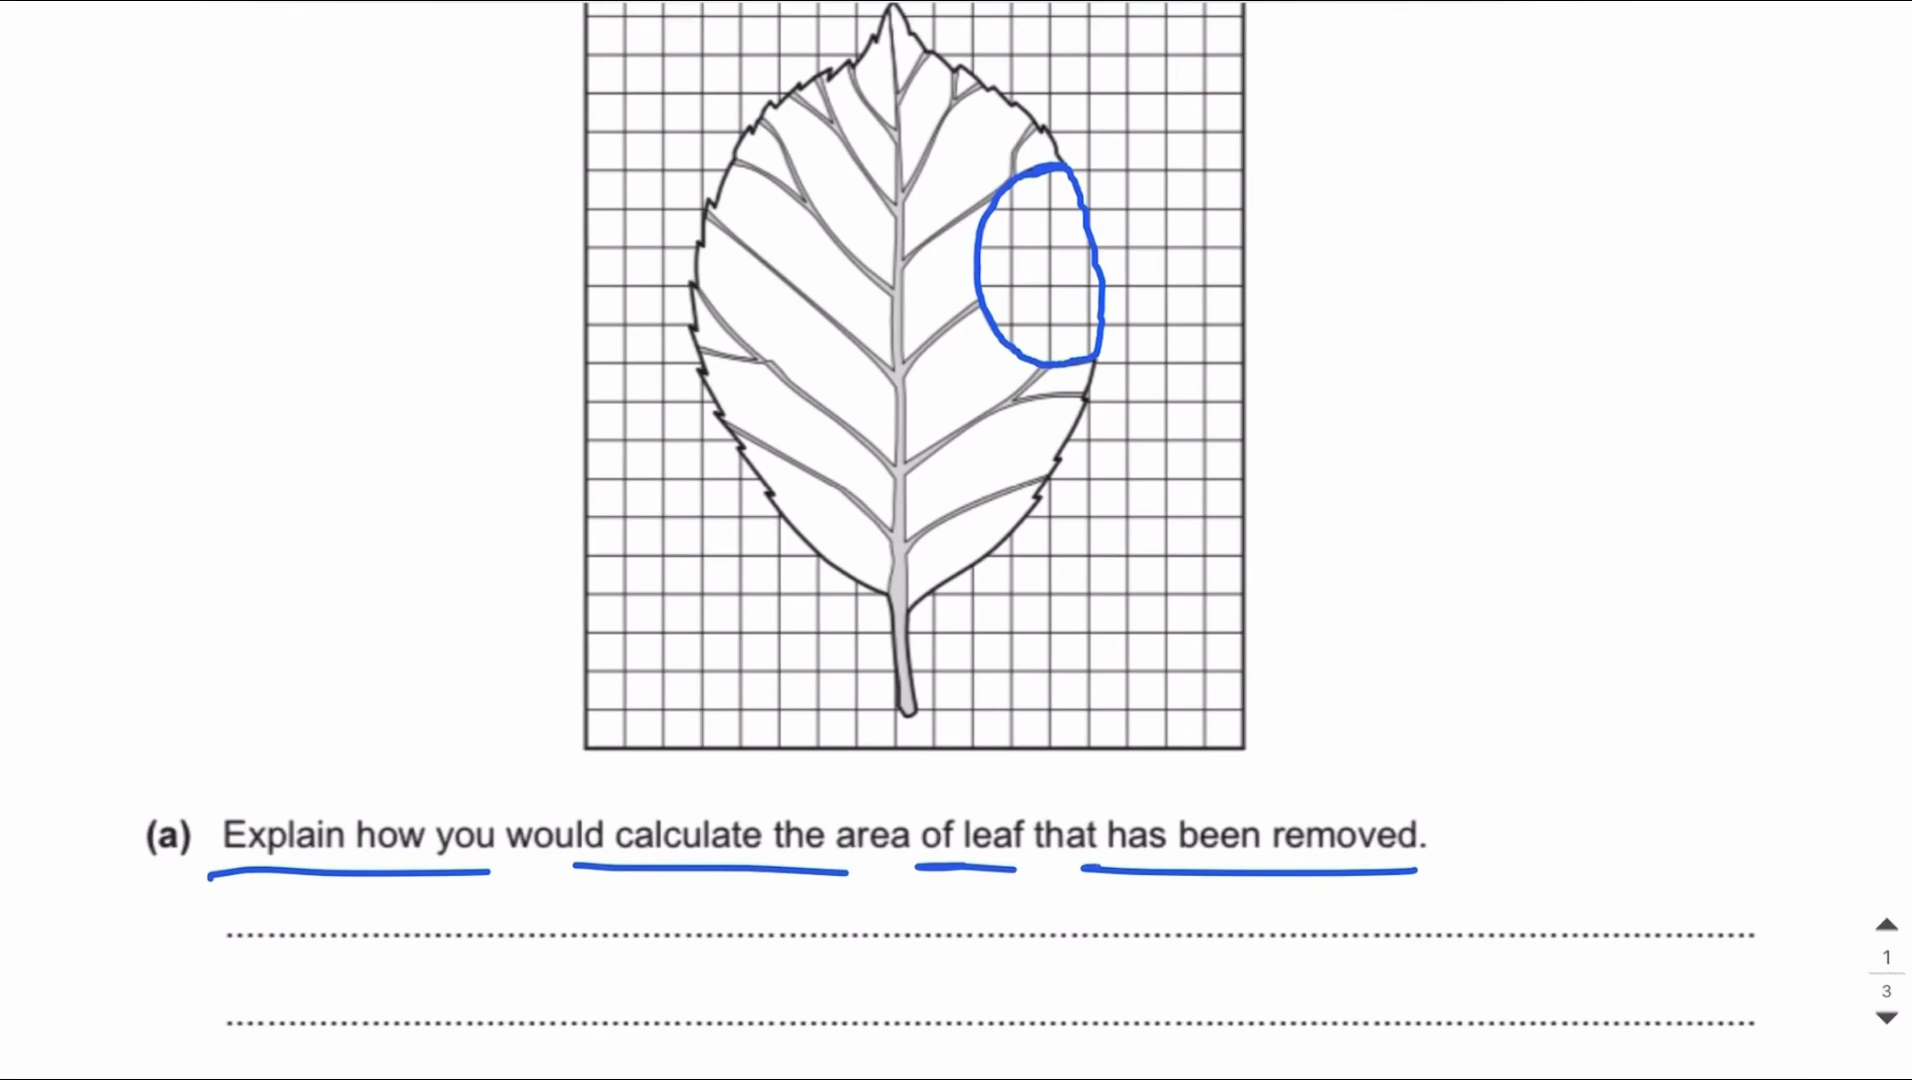 (a) Explain how you would calculate the area of leaf that has been removed.
1
3